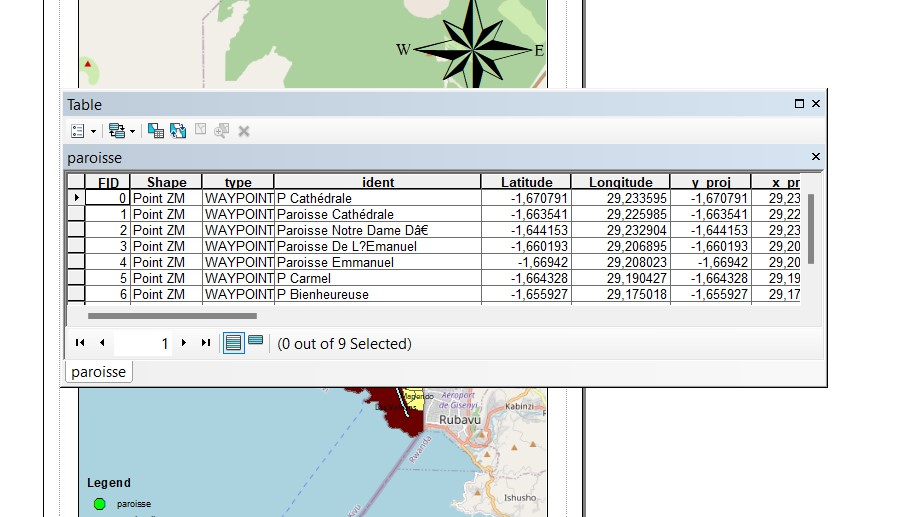 W E
Table
paroisse
FID Shape type ident Latitude Longitude y_proj x_pr
0 Point ZM WAYPOINT P Cathédrale -1,670791 29,233595 -1,670791 29,23
1 Point ZM WAYPOINT Paroisse Cathédrale -1,663541 29,225985 -1,663541 29,22
2 Point ZM WAYPOINT Paroisse Notre Dame Dâ€ -1,644153 29,232904 -1,644153 29,23
3 Point ZM WAYPOINT Paroisse De L?Emanuel -1,660193 29,206895 -1,660193 29,20
4 Point ZM WAYPOINT Paroisse Emmanuel -1,66942 29,208023 -1,66942 29,20
5 Point ZM WAYPOINT P Carmel -1,664328 29,190427 -1,664328 29,19
6 Point ZM WAYPOINT P Bienheureuse -1,655927 29,175018 -1,655927 29,17
1 (0 out of 9 Selected)
paroisse
Aéroport
de Gisenyi
Kabinzi
Rubavu
Rwanda
Legend
paroisse
Ishusho